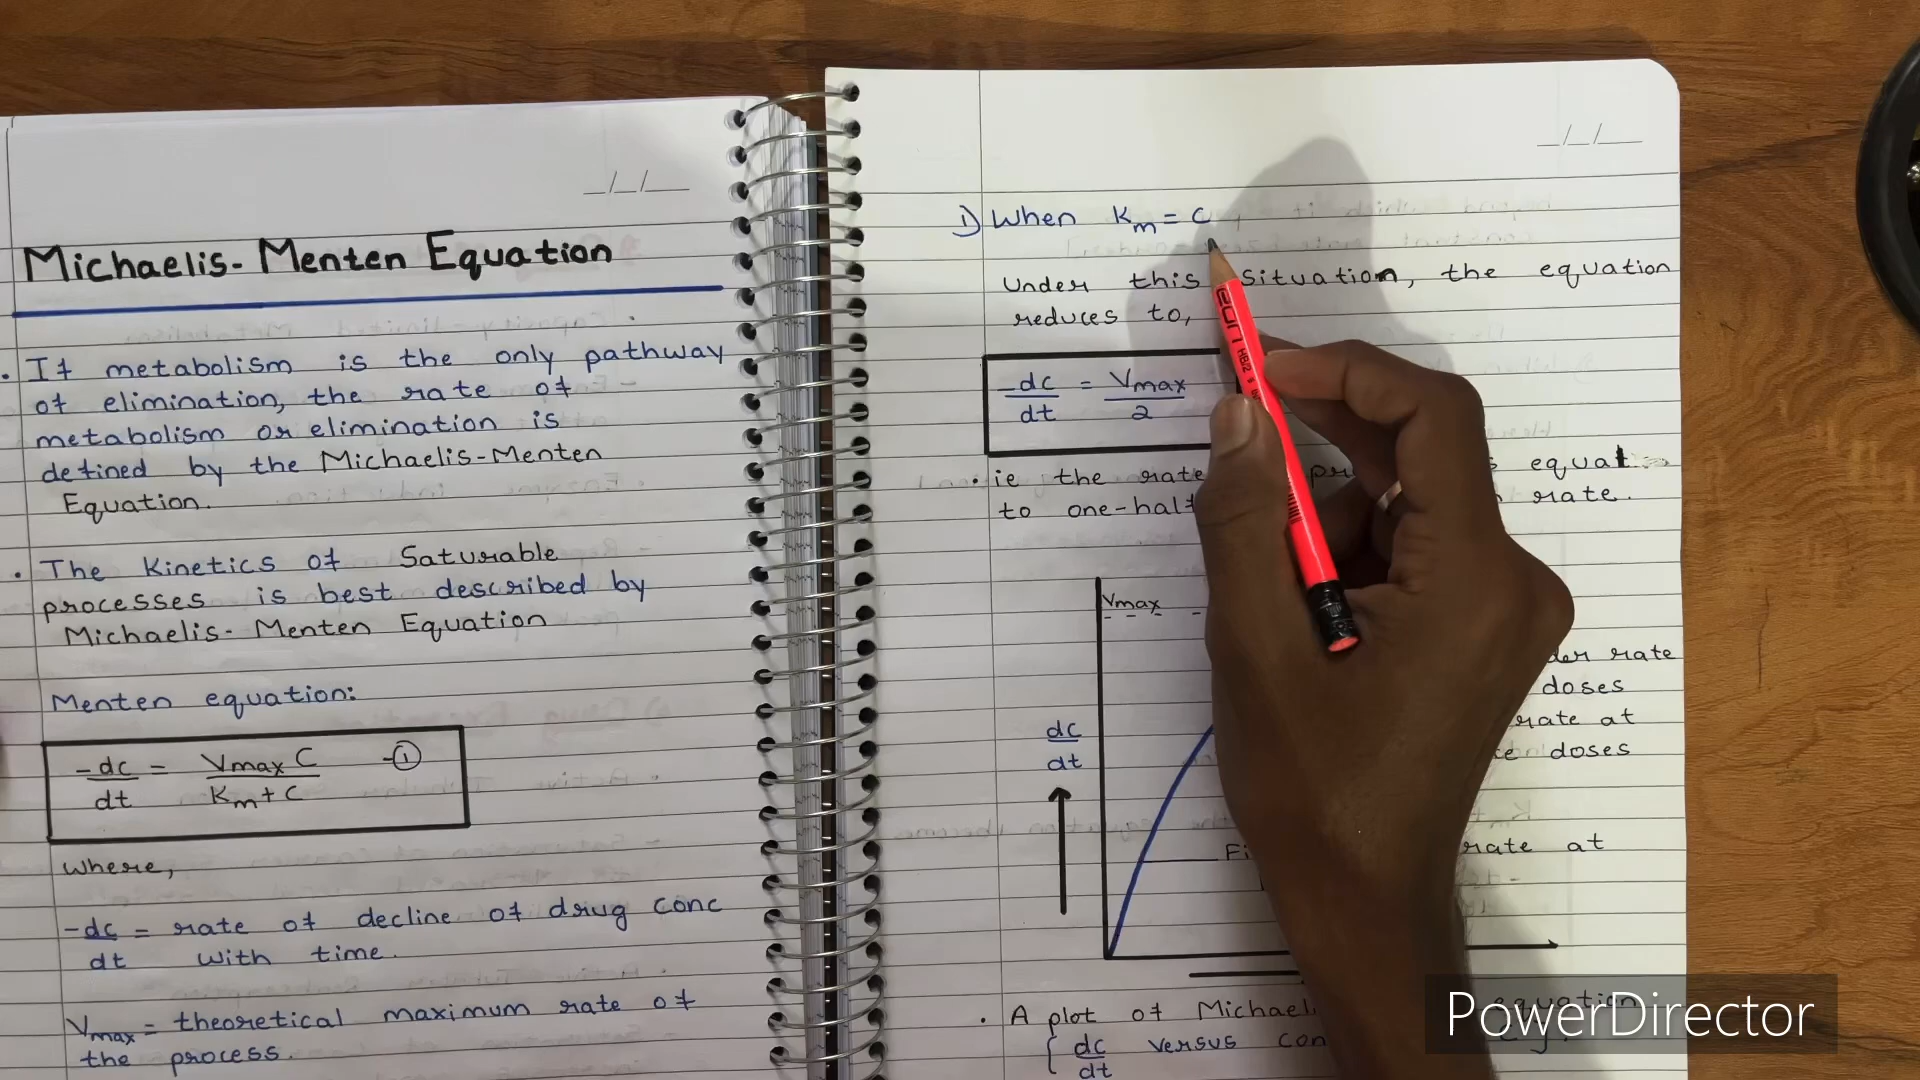 _/_/__
Michaelis-Menten Equation
. If metabolism is the only pathway
of elimination, the rate of
metabolism or elimination is
defined by the Michaelis-Menten
Equation.
. The Kinetics of Saturable
processes is best described by
Michaelis-Menten Equation
Menten equation:
-dc/dt = Vmax C / Km + C -①
where,
-dc/dt = rate of decline of drug conc
with time.
Vmax = theoretical maximum rate of
the process.
_/_/__
1) When Km = C
Under this situation, the equation
reduces to,
-dc/dt = Vmax/2
. ie the rate equal
to one-half rate.
Vmax
rate
doses
rate at
doses
dc/dt
rate at
. A plot of equation
{ dc/dt versus
PowerDirector